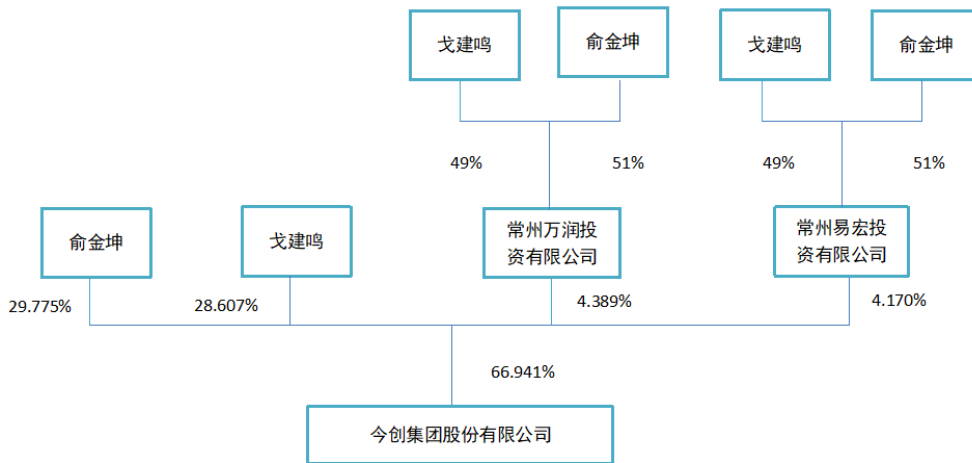 戈建鸣
俞金坤
戈建鸣
俞金坤
49%
51%
49%
51%
俞金坤
戈建鸣
常州万润投
资有限公司
常州易宏投
资有限公司
29.775%
28.607%
4.389%
4.170%
66.941%
今创集团股份有限公司